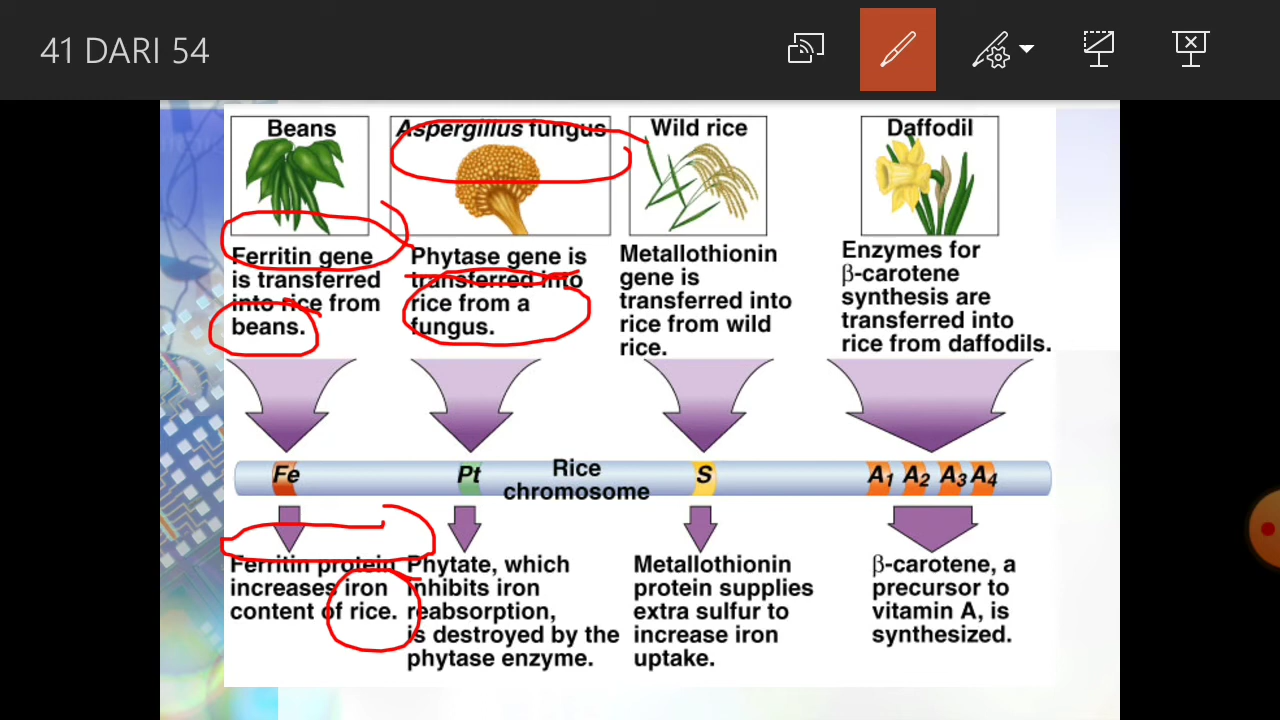 41 DARI 54
Beans
Aspergillus fungus
Wild rice
Daffodil
Ferritin gene
is transferred
into rice from
beans.
Phytase gene is
transferred into
rice from a
fungus.
Metallothionin
gene is
transferred into
rice from wild
rice.
Enzymes for
β-carotene
synthesis are
transferred into
rice from daffodils.
Fe
Pt
Rice
chromosome
S
A1 A2 A3 A4
Ferritin protein
increases iron
content of rice.
Phytate, which
inhibits iron
reabsorption,
is destroyed by the
phytase enzyme.
Metallothionin
protein supplies
extra sulfur to
increase iron
uptake.
β-carotene, a
precursor to
vitamin A, is
synthesized.